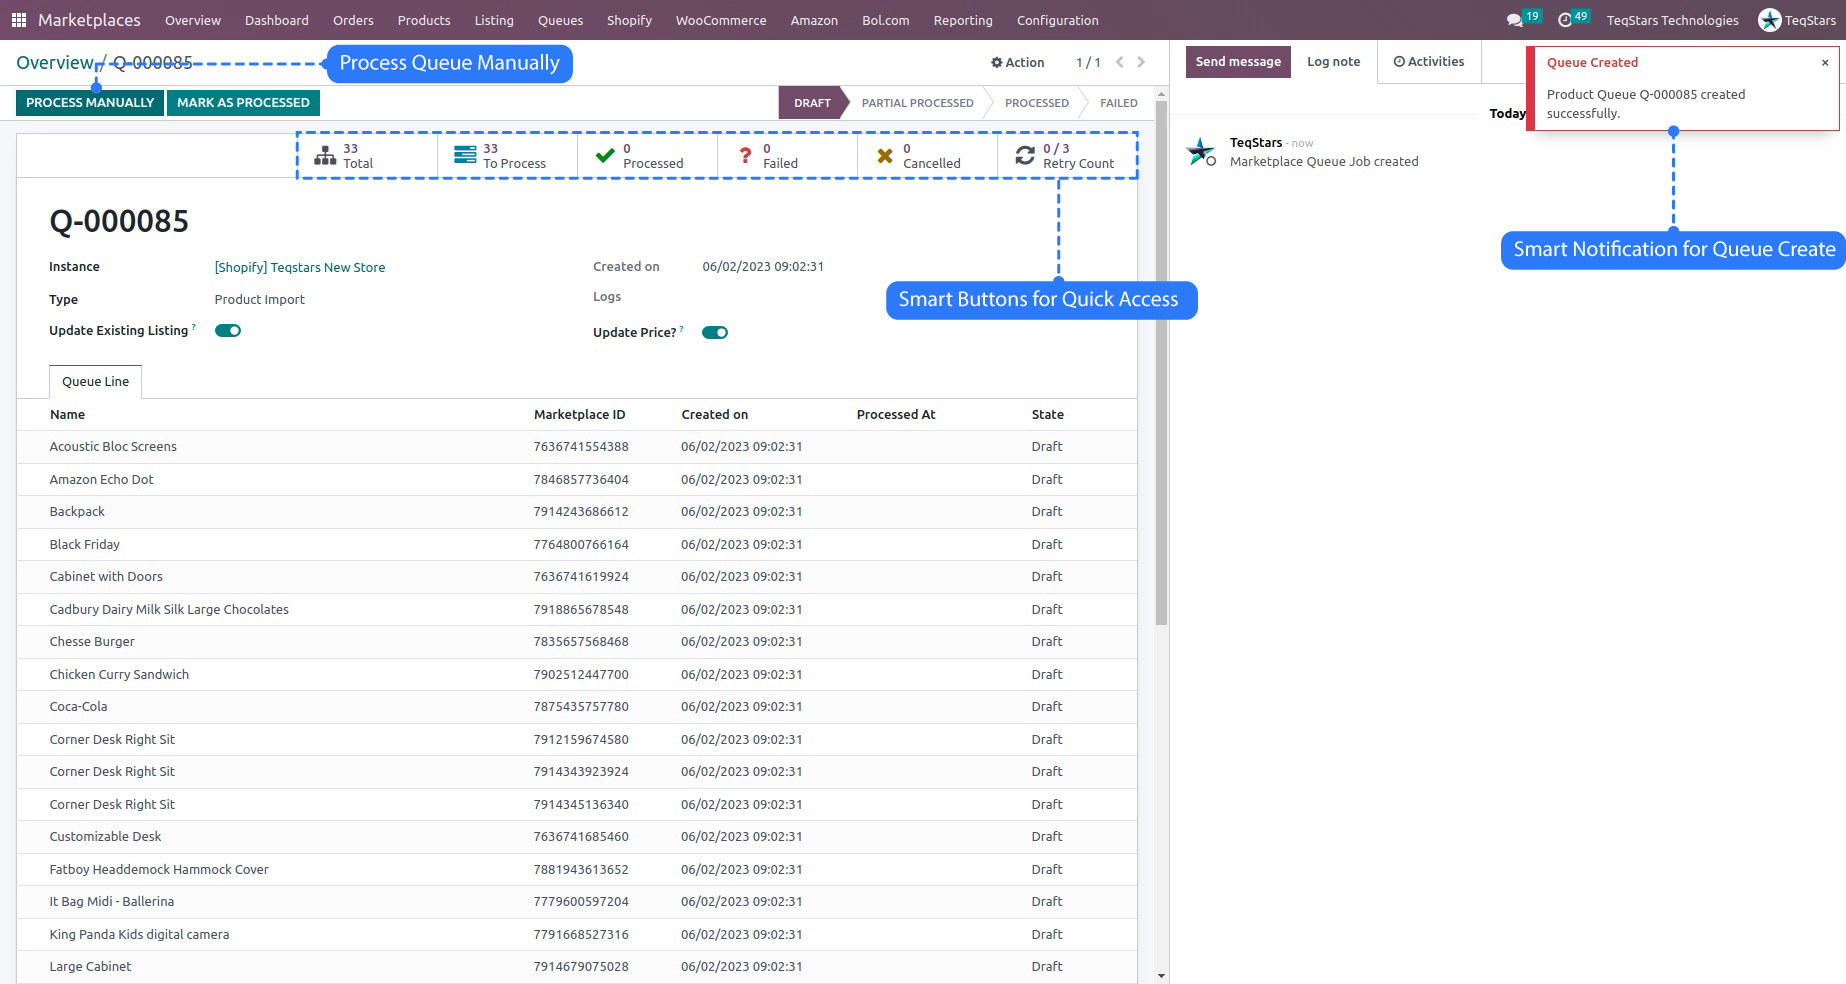 Marketplaces Overview Dashboard Orders Products Listing Queues Shopify WooCommerce Amazon Bol.com Reporting Configuration 19 49 TeqStars Technologies TeqStars
Overview / Q-000085
Process Queue Manually
Action 1 / 1
PROCESS MANUALLY MARK AS PROCESSED
DRAFT PARTIAL PROCESSED PROCESSED FAILED
33 Total
33 To Process
0 Processed
0 Failed
0 Cancelled
0 / 3 Retry Count
Q-000085
Instance [Shopify] Teqstars New Store
Created on 06/02/2023 09:02:31
Type Product Import
Logs
Smart Buttons for Quick Access
Update Existing Listing ?
Update Price? ?
Queue Line
Name Marketplace ID Created on Processed At State
Acoustic Bloc Screens 7636741554388 06/02/2023 09:02:31 Draft
Amazon Echo Dot 7846857736404 06/02/2023 09:02:31 Draft
Backpack 7914243686612 06/02/2023 09:02:31 Draft
Black Friday 7764800766164 06/02/2023 09:02:31 Draft
Cabinet with Doors 7636741619924 06/02/2023 09:02:31 Draft
Cadbury Dairy Milk Silk Large Chocolates 7918865678548 06/02/2023 09:02:31 Draft
Chesse Burger 7835657568468 06/02/2023 09:02:31 Draft
Chicken Curry Sandwich 7902512447700 06/02/2023 09:02:31 Draft
Coca-Cola 7875435757780 06/02/2023 09:02:31 Draft
Corner Desk Right Sit 7912159674580 06/02/2023 09:02:31 Draft
Corner Desk Right Sit 7914343923924 06/02/2023 09:02:31 Draft
Corner Desk Right Sit 7914345136340 06/02/2023 09:02:31 Draft
Customizable Desk 7636741685460 06/02/2023 09:02:31 Draft
Fatboy Headdemock Hammock Cover 7881943613652 06/02/2023 09:02:31 Draft
It Bag Midi - Ballerina 7779600597204 06/02/2023 09:02:31 Draft
King Panda Kids digital camera 7791668527316 06/02/2023 09:02:31 Draft
Large Cabinet 7914679075028 06/02/2023 09:02:31 Draft
Send message Log note Activities
Queue Created ×
Product Queue Q-000085 created
successfully.
Today
TeqStars - now
Marketplace Queue Job created
Smart Notification for Queue Create